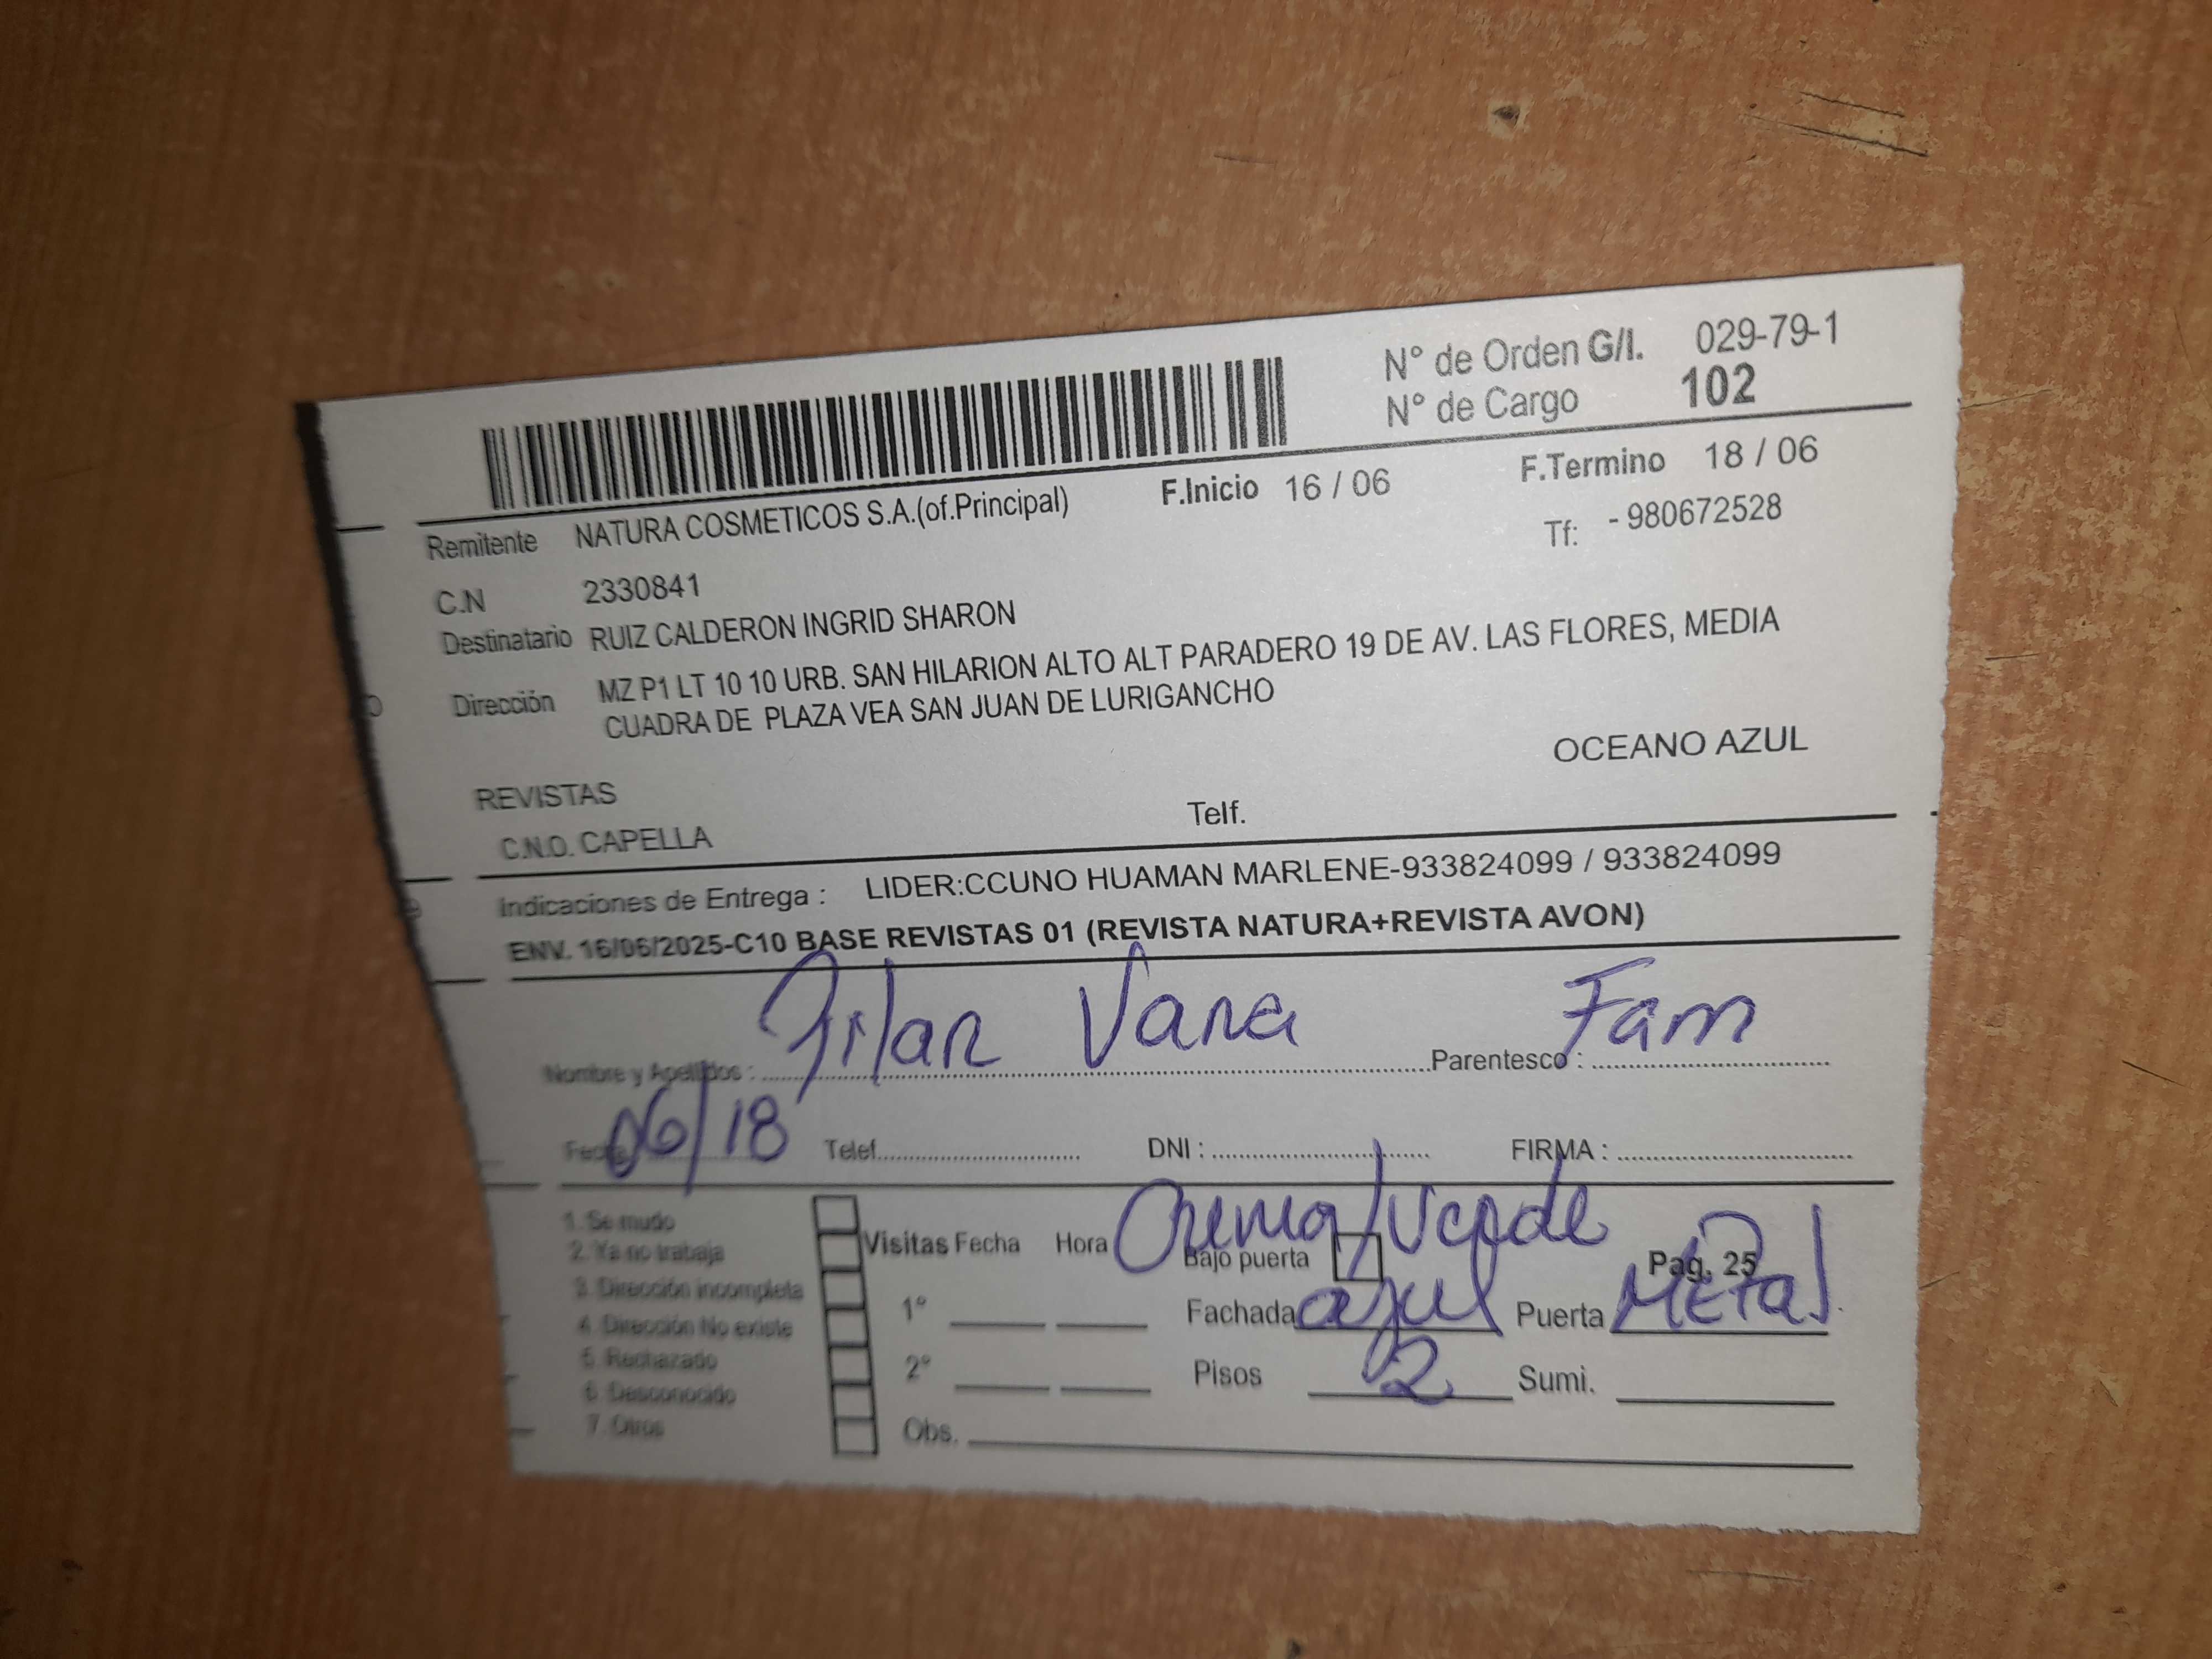 N° de Orden G/I. 029-79-1
N° de Cargo 102
F.Inicio 16 / 06 F.Termino 18 / 06
Remitente NATURA COSMETICOS S.A.(of.Principal)
Tf: - 980672528
C.N 2330841
Destinatario RUIZ CALDERON INGRID SHARON
Dirección MZ P1 LT 10 10 URB. SAN HILARION ALTO ALT PARADERO 19 DE AV. LAS FLORES, MEDIA
CUADRA DE PLAZA VEA SAN JUAN DE LURIGANCHO
OCEANO AZUL
REVISTAS
C.N.O. CAPELLA Telf.
Indicaciones de Entrega : LIDER:CCUNO HUAMAN MARLENE-933824099 / 933824099
ENV. 16/06/2025-C10 BASE REVISTAS 01 (REVISTA NATURA+REVISTA AVON)
Nombre y Apellidos : Pilar Vara Parentesco : Fam
Fecha 06/18 Telef. DNI : FIRMA :
1. Se mudo
2. Ya no trabaja
3. Dirección incompleta
4. Dirección No existe
5. Rechazado
6. Desconocido
7. Otros
Visitas Fecha Hora Crema/Verde
Bajo puerta Pag. 25
1° Fachada azul Puerta Metal
2° Pisos 2 Sumi.
Obs.